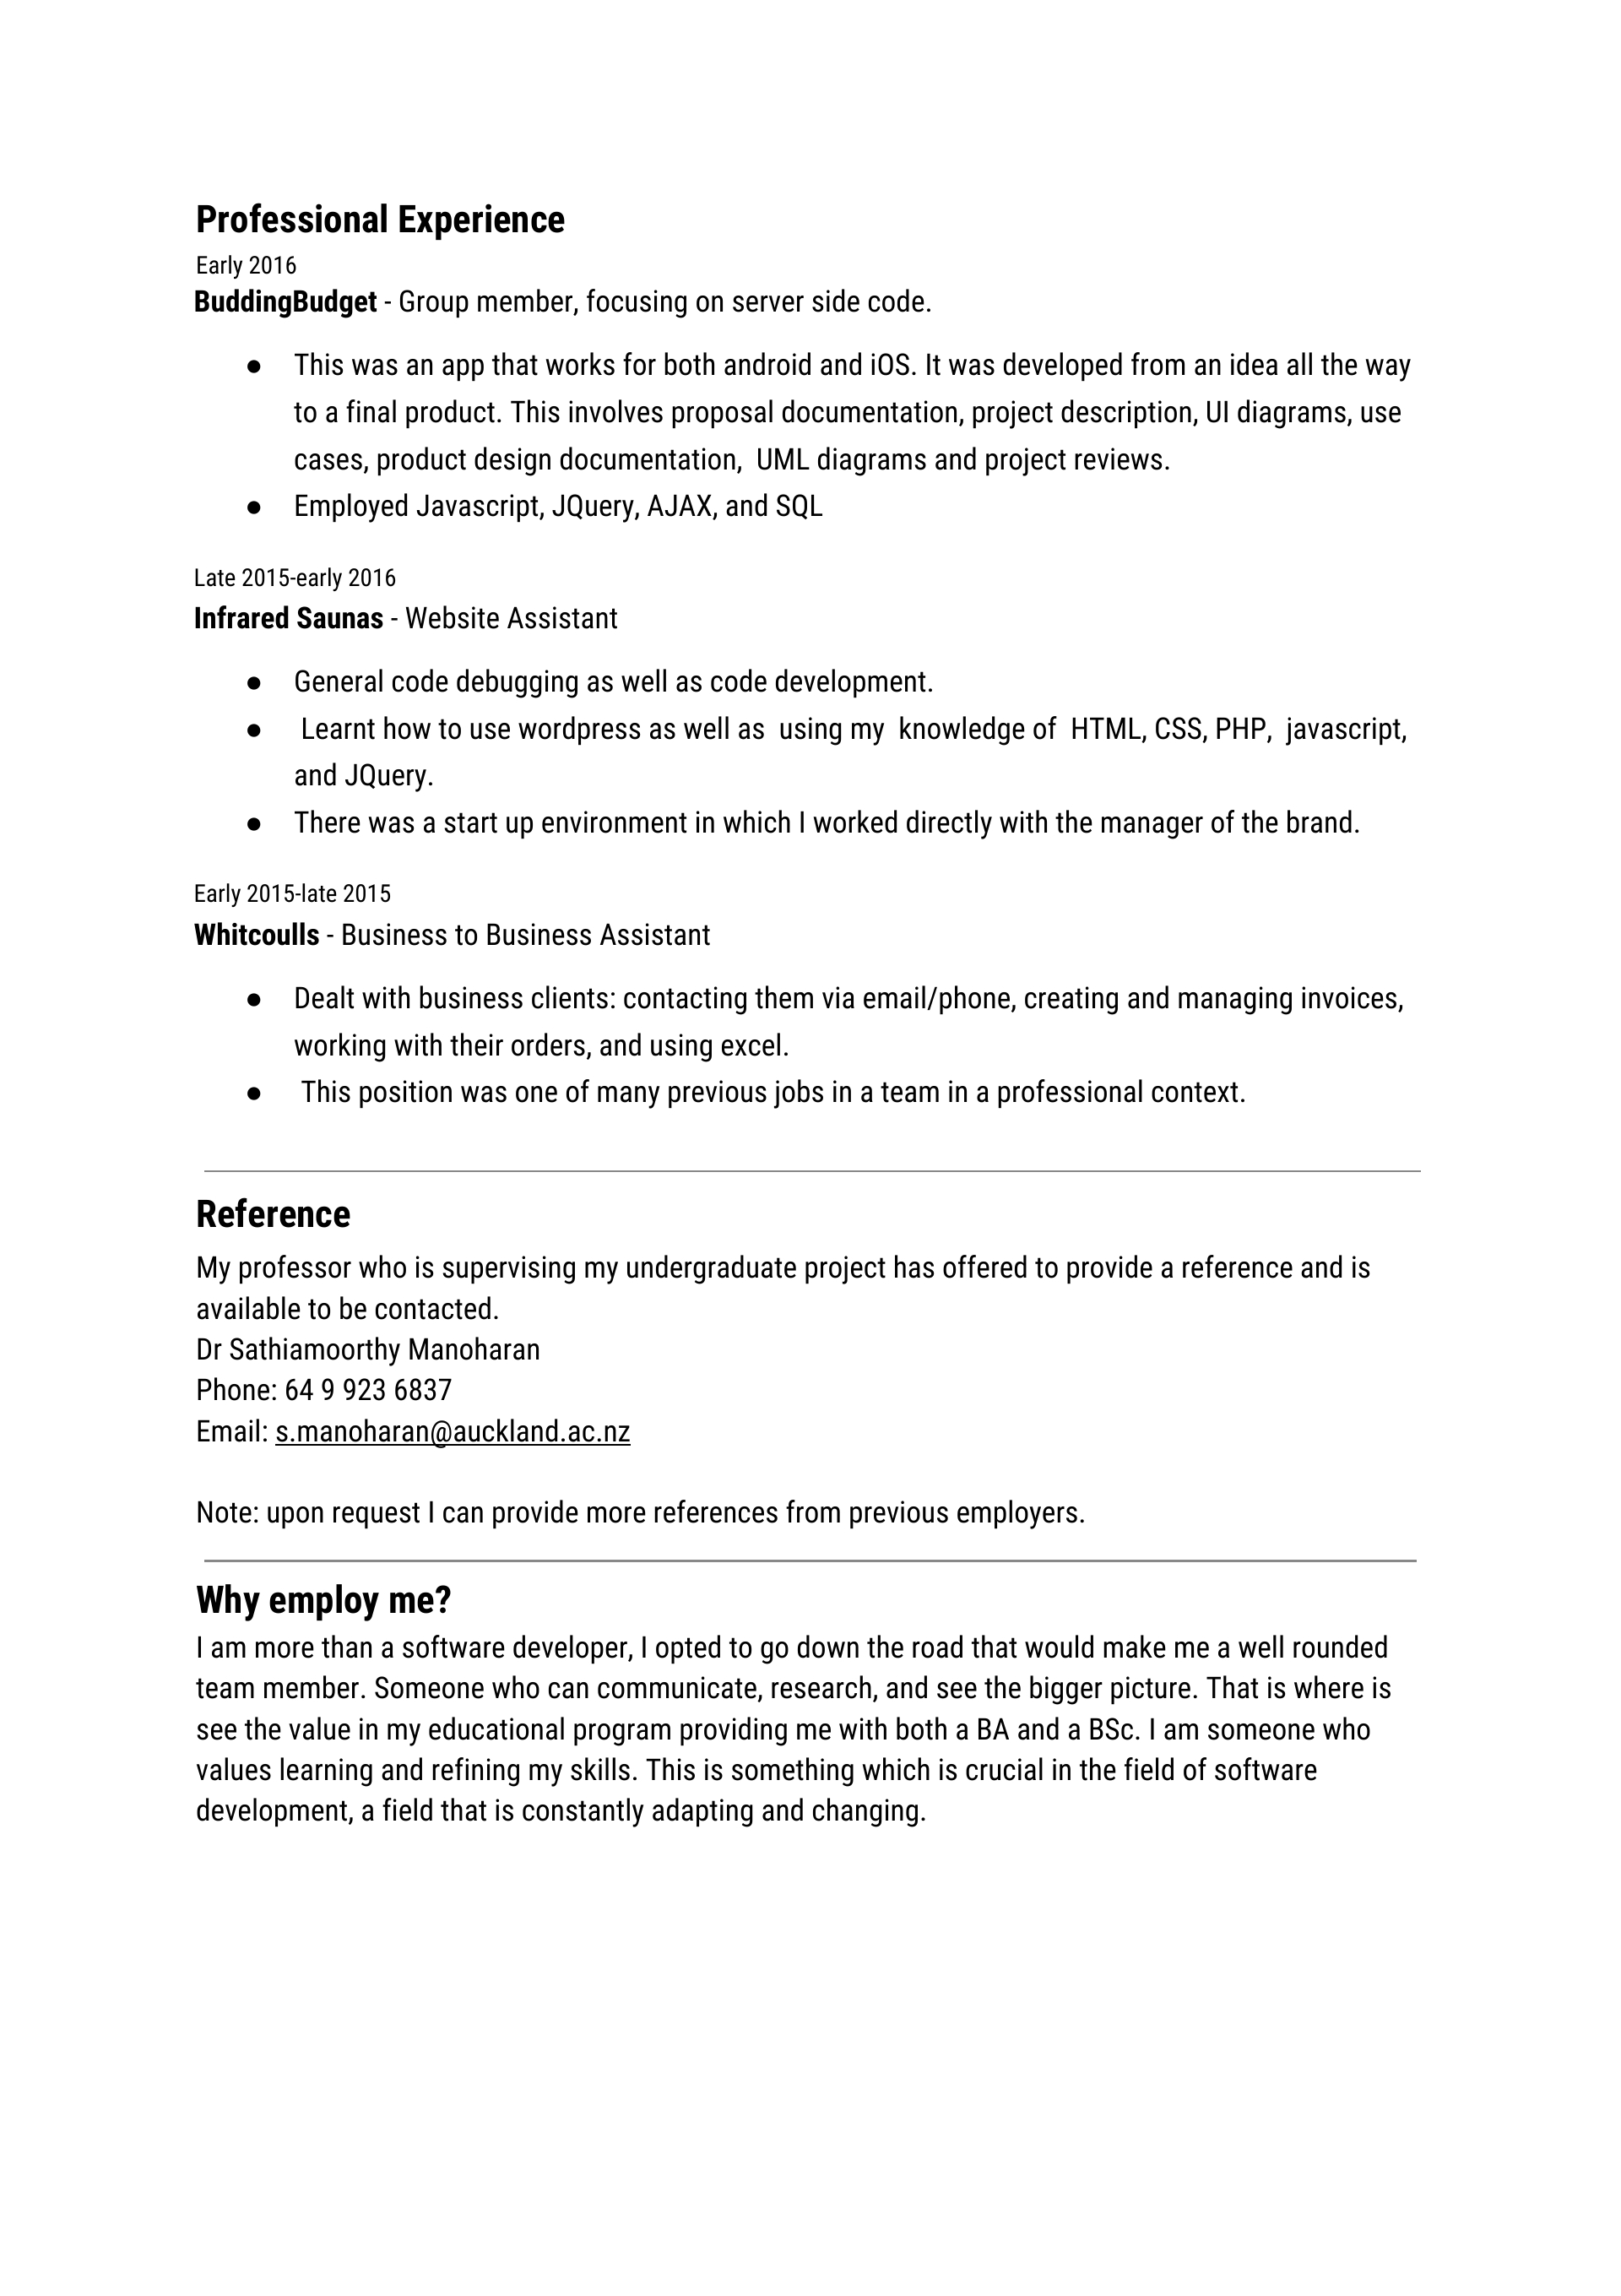 Professional Experience
Early 2016
BuddingBudget - Group member, focusing on server side code.
● This was an app that works for both android and iOS. It was developed from an idea all the way
to a final product. This involves proposal documentation, project description, UI diagrams, use
cases, product design documentation,  UML diagrams and project reviews.
● Employed Javascript, JQuery, AJAX, and SQL
Late 2015-early 2016
Infrared Saunas - Website Assistant
● General code debugging as well as code development.
● Learnt how to use wordpress as well as  using my  knowledge of  HTML, CSS, PHP,  javascript,
and JQuery.
● There was a start up environment in which I worked directly with the manager of the brand.
Early 2015-late 2015
Whitcoulls - Business to Business Assistant
● Dealt with business clients: contacting them via email/phone, creating and managing invoices,
working with their orders, and using excel.
● This position was one of many previous jobs in a team in a professional context.
Reference
My professor who is supervising my undergraduate project has offered to provide a reference and is
available to be contacted.
Dr Sathiamoorthy Manoharan
Phone: 64 9 923 6837
Email: s.manoharan@auckland.ac.nz
Note: upon request I can provide more references from previous employers.
Why employ me?
I am more than a software developer, I opted to go down the road that would make me a well rounded
team member. Someone who can communicate, research, and see the bigger picture. That is where is
see the value in my educational program providing me with both a BA and a BSc. I am someone who
values learning and refining my skills. This is something which is crucial in the field of software
development, a field that is constantly adapting and changing.